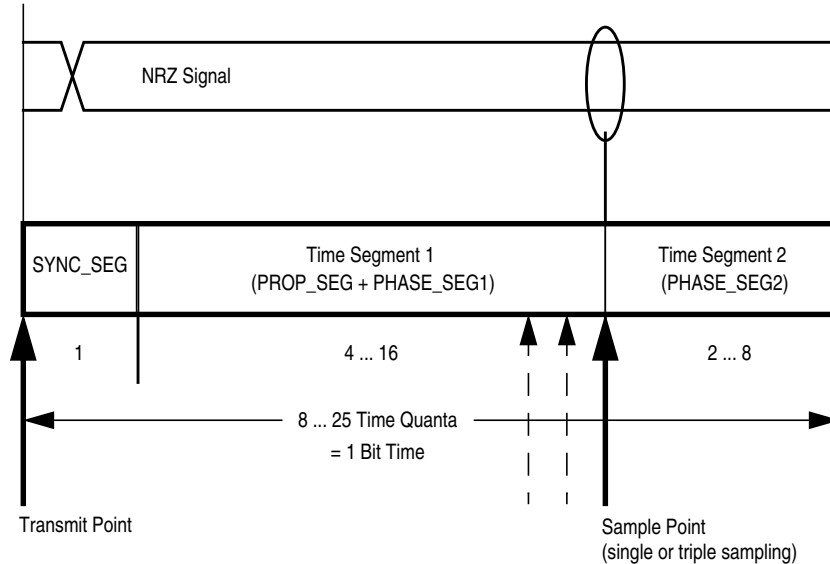 NRZ Signal
SYNC_SEG
Time Segment 1
(PROP_SEG + PHASE_SEG1)
Time Segment 2
(PHASE_SEG2)
1
4 ... 16
2 ... 8
8 ... 25 Time Quanta
= 1 Bit Time
Transmit Point
Sample Point
(single or triple sampling)